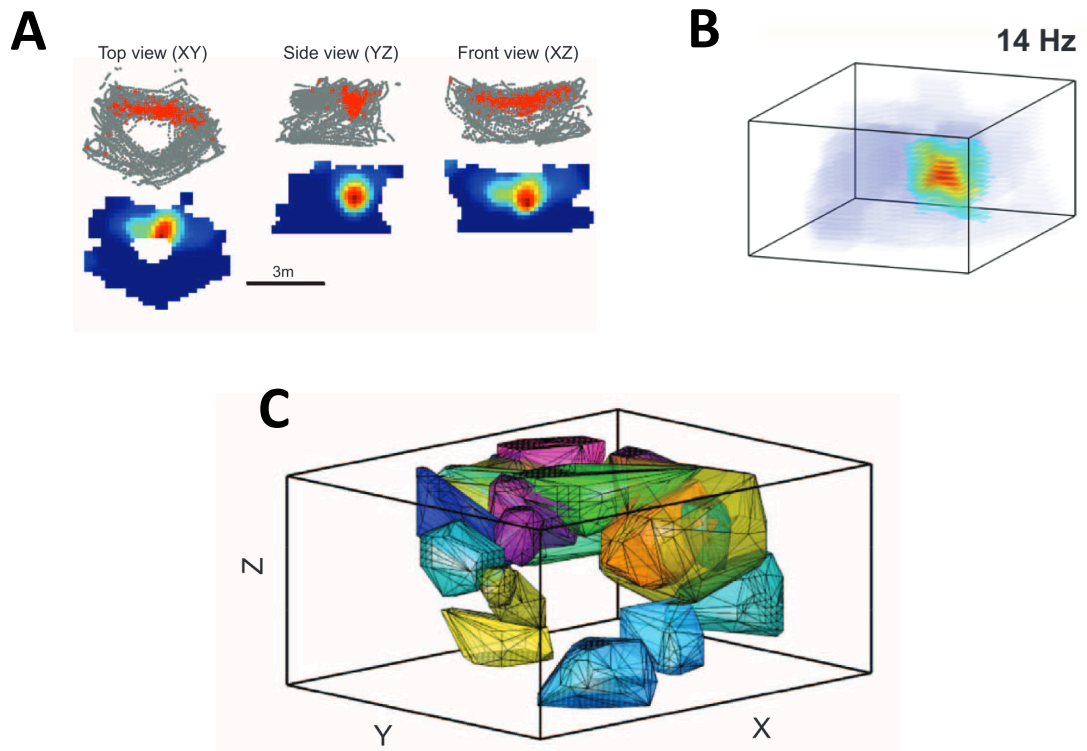 A
Top view (XY)
Side view (YZ)
Front view (XZ)
3m
B
14 Hz
C
Z
Y
X